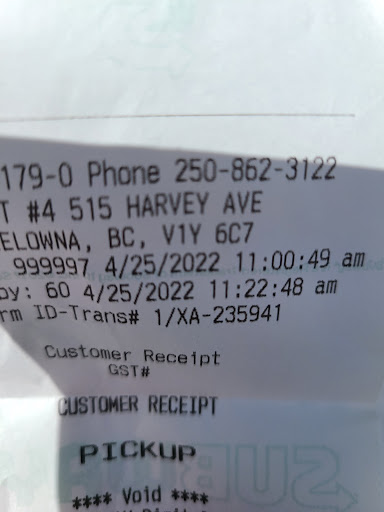 179-0 Phone 250-862-3122
T #4 515 HARVEY AVE
ELOWNA, BC, V1Y 6C7
999997 4/25/2022 11:00:49 am
by: 60 4/25/2022 11:22:48 am
rm ID-Trans# 1/XA-235941
Customer Receipt
GST#
CUSTOMER RECEIPT
PICKUP
**** Void ****